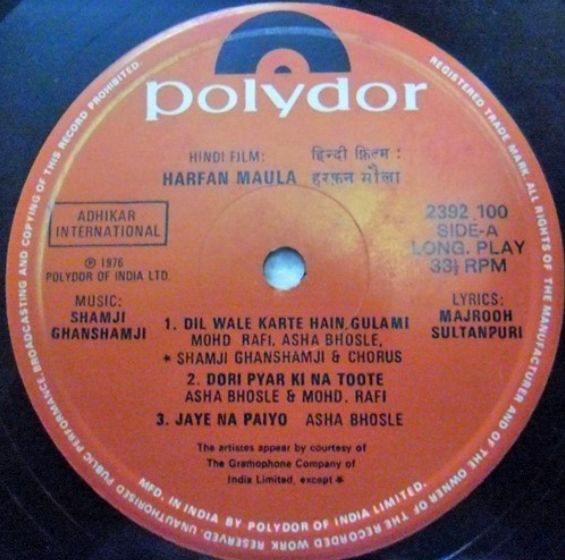 polydor
HINDI FILM: हिन्दी फ़िल्म :
HARFAN MAULA हरफ़न मौला
ADHIKAR
INTERNATIONAL
℗ 1976
POLYDOR OF INDIA LTD.
2392 100
SIDE-A
LONG. PLAY
33⅓ RPM
MUSIC:
SHAMJI
GHANSHAMJI
LYRICS:
MAJROOH
SULTANPURI
1. DIL WALE KARTE HAIN, GULAMI
MOHD. RAFI, ASHA BHOSLE,
* SHAMJI GHANSHAMJI & CHORUS
2. DORI PYAR KI NA TOOTE
ASHA BHOSLE & MOHD. RAFI
3. JAYE NA PAIYO ASHA BHOSLE
The artistes appear by courtesy of
The Gramophone Company of
India Limited, except *
MFD. IN INDIA BY POLYDOR OF INDIA LIMITED.
REGISTERED TRADE MARK. ALL RIGHTS OF THE MANUFACTURER AND OF THE OWNER OF THE RECORDED WORK RESERVED UNAUTHORISED PUBLIC PERFORMANCE BROADCASTING AND COPYING OF THIS RECORD PROHIBITED.